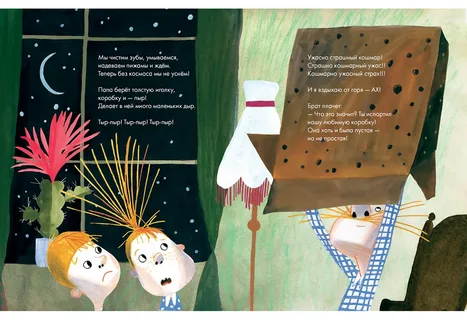 Мы чистим зубы, умываемся,
надеваем пижамы и ждём.
Теперь без космоса мы не уснём!
Папа берёт толстую иголку,
коробку и — пыр!
Делает в ней много маленьких дыр.
Тыр-пыр! Тыр-пыр! Тыр-пыр!
Ужасно страшный кошмар!
Страшно кошмарный ужас!!
Кошмарно ужасный страх!!!
И я вздыхаю от горя — АХ!
Брат плачет:
— Что это значит? Ты испортил
нашу любимую коробку!
Она хоть и была пустая —
но не простая!